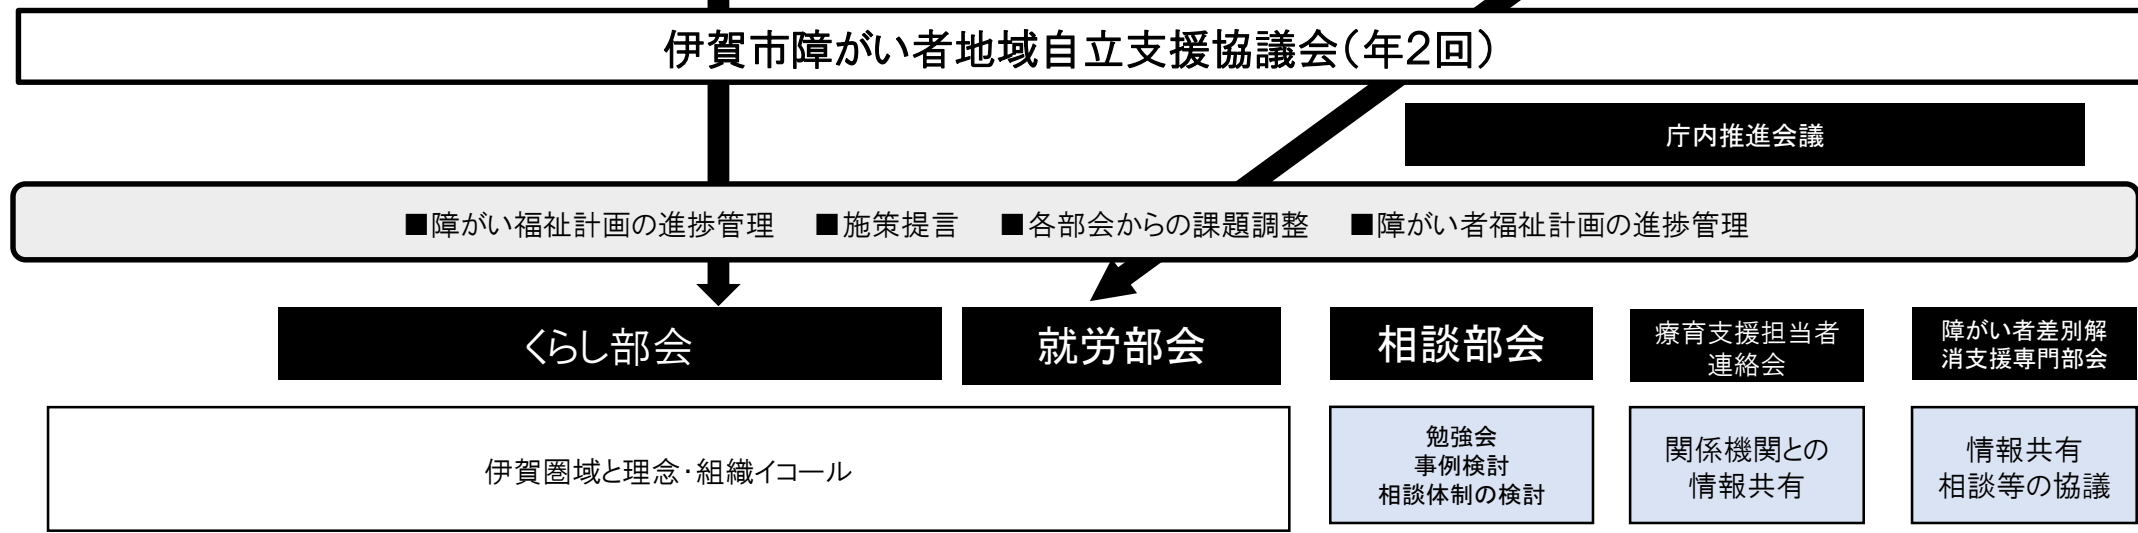 伊賀市障がい者地域自立支援協議会（年2回）
庁内推進会議
■障がい福祉計画の進捗管理　■施策提言　■各部会からの課題調整　■障がい者福祉計画の進捗管理
くらし部会
就労部会
相談部会
療育支援担当者
連絡会
障がい者差別解
消支援専門部会
伊賀圏域と理念・組織イコール
勉強会
事例検討
相談体制の検討
関係機関との
情報共有
情報共有
相談等の協議